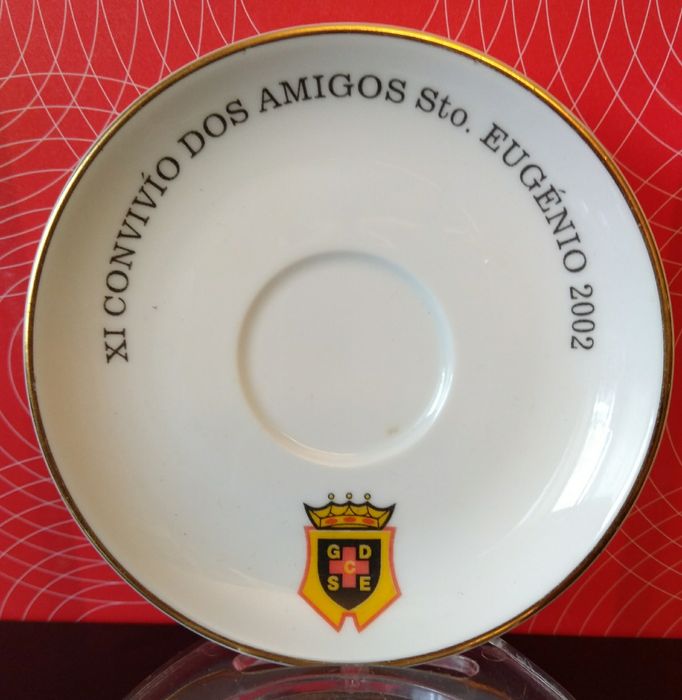 XI CONVIVÍO DOS AMIGOS Sto. EUGÉNIO 2002
G D
C
S E